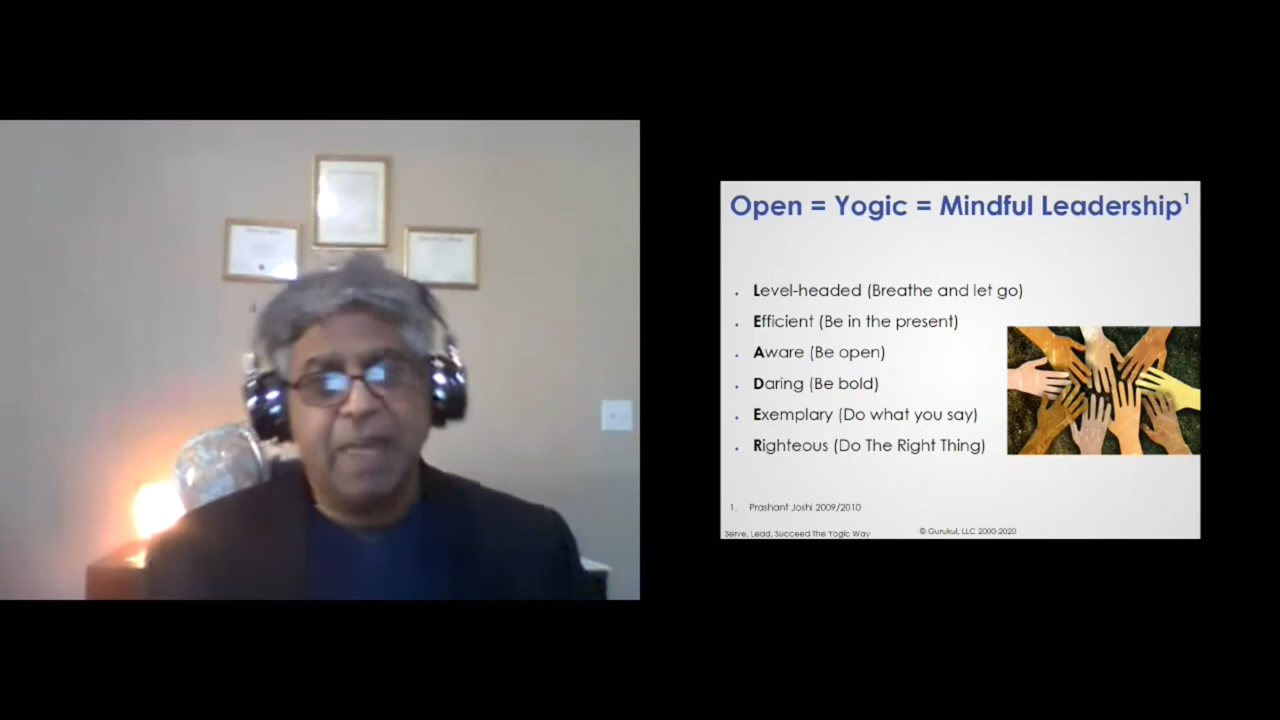 Open = Yogic = Mindful Leadership¹
. Level-headed (Breathe and let go)
. Efficient (Be in the present)
. Aware (Be open)
. Daring (Be bold)
. Exemplary (Do what you say)
. Righteous (Do The Right Thing)
1. Prashant Joshi 2009/2010
Serve, Lead, Succeed The Yogic Way
© Gurukul, LLC 2000-2020